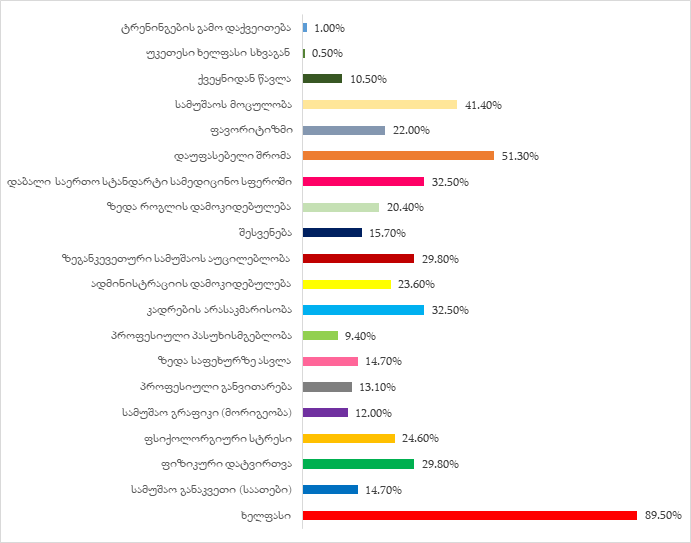 ტრენინგების გამო დაქვეითება 1.00%
უკეთესი ხელფასი სხვაგან 0.50%
ქვეყნიდან წავლა 10.50%
სამუშაოს მოცულობა 41.40%
ფავორიტიზმი 22.00%
დაუფასებელი შრომა 51.30%
დაბალი საერთო სტანდარტი სამედიცინო სფეროში 32.50%
ზედა როგლის დამოკიდებულება 20.40%
შესვენება 15.70%
ზეგანკევეთური სამუშაოს აუცილებლობა 29.80%
ადმინისტრაციის დამოკიდებულება 23.60%
კადრების არასაკმარისობა 32.50%
პროფესიული პასუხისმგებლობა 9.40%
ზედა საფეხურზე ასვლა 14.70%
პროფესიული განვითარება 13.10%
სამუშაო გრაფიკი (მორიგეობა) 12.00%
ფსიქოლორგიური სტრესი 24.60%
ფიზიკური დატვირთვა 29.80%
სამუშაო განაკვეთი (საათები) 14.70%
ხელფასი 89.50%